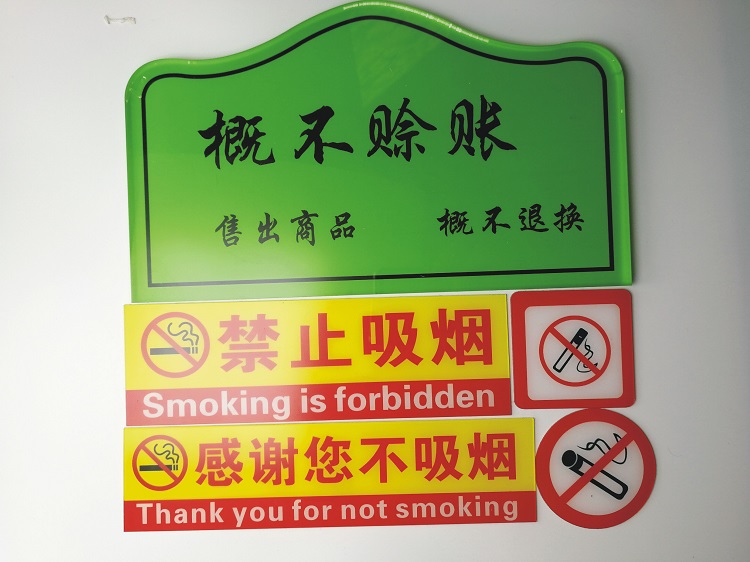 概不赊账
售出商品 概不退换
禁止吸烟
Smoking is forbidden
感谢您不吸烟
Thank you for not smoking